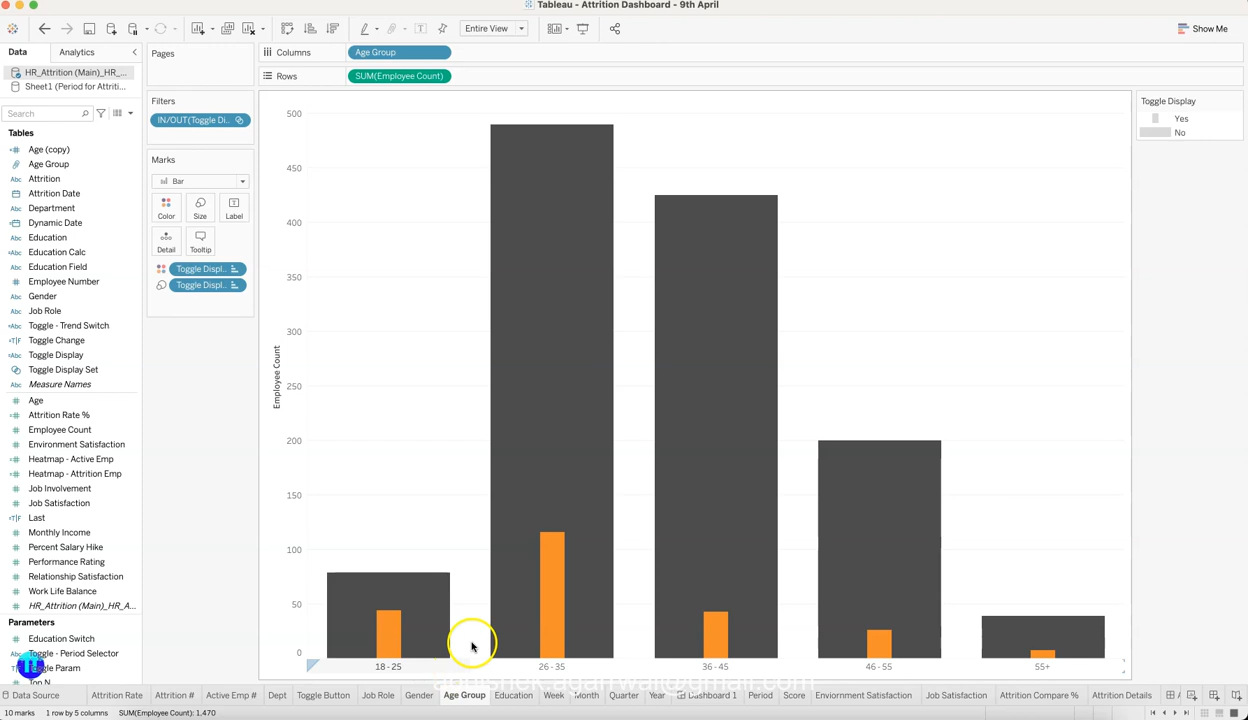 Tableau - Attrition Dashboard - 9th April
Entire View
Show Me
Data
Analytics
Pages
Columns
Age Group
HR_Attrition (Main)_HR_...
Rows
SUM(Employee Count)
Sheet1 (Period for Attriti...
Filters
Toggle Display
Search
IN/OUT(Toggle Di..
Yes
No
Tables
Age (copy)
Marks
Age Group
Attrition
Bar
Attrition Date
Department
Color
Size
Label
Dynamic Date
Education
Detail
Tooltip
Education Calc
Education Field
Toggle Displ..
Employee Number
Toggle Displ..
Gender
Job Role
Toggle - Trend Switch
Toggle Change
Toggle Display
Toggle Display Set
Measure Names
Age
Attrition Rate %
Employee Count
Environment Satisfaction
Heatmap - Active Emp
Heatmap - Attrition Emp
Job Involvement
Job Satisfaction
Last
Monthly Income
Percent Salary Hike
Performance Rating
Relationship Satisfaction
Work Life Balance
HR_Attrition (Main)_HR_A...
Parameters
Education Switch
Toggle - Period Selector
Toggle Param
Top N
Employee Count
500
450
400
350
300
250
200
150
100
50
0
18 - 25
26 - 35
36 - 45
46 - 55
55+
Data Source
Attrition Rate
Attrition #
Active Emp #
Dept
Toggle Button
Job Role
Gender
Age Group
Education
Week
Month
Quarter
Year
Dashboard 1
Period
Score
Enviornment Satisfaction
Job Satisfaction
Attrition Compare %
Attrition Details
10 marks
1 row by 5 columns
SUM(Employee Count): 1,470